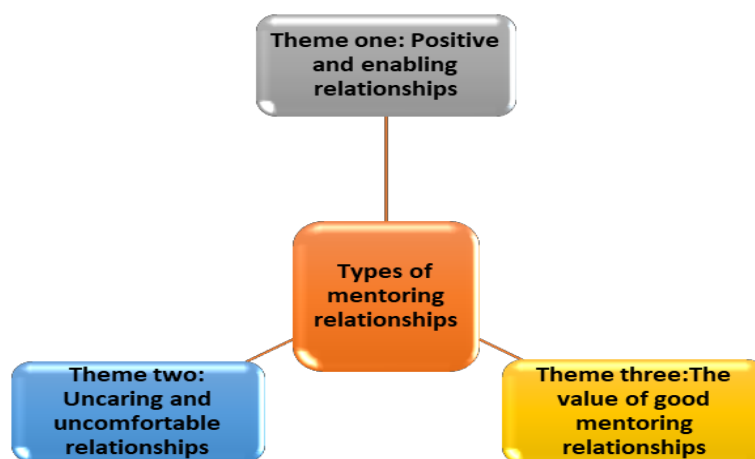 Theme one: Positive
and enabling
relationships
Types of
mentoring
relationships
Theme two:
Uncaring and
uncomfortable
relationships
Theme three:The
value of good
mentoring
relationships